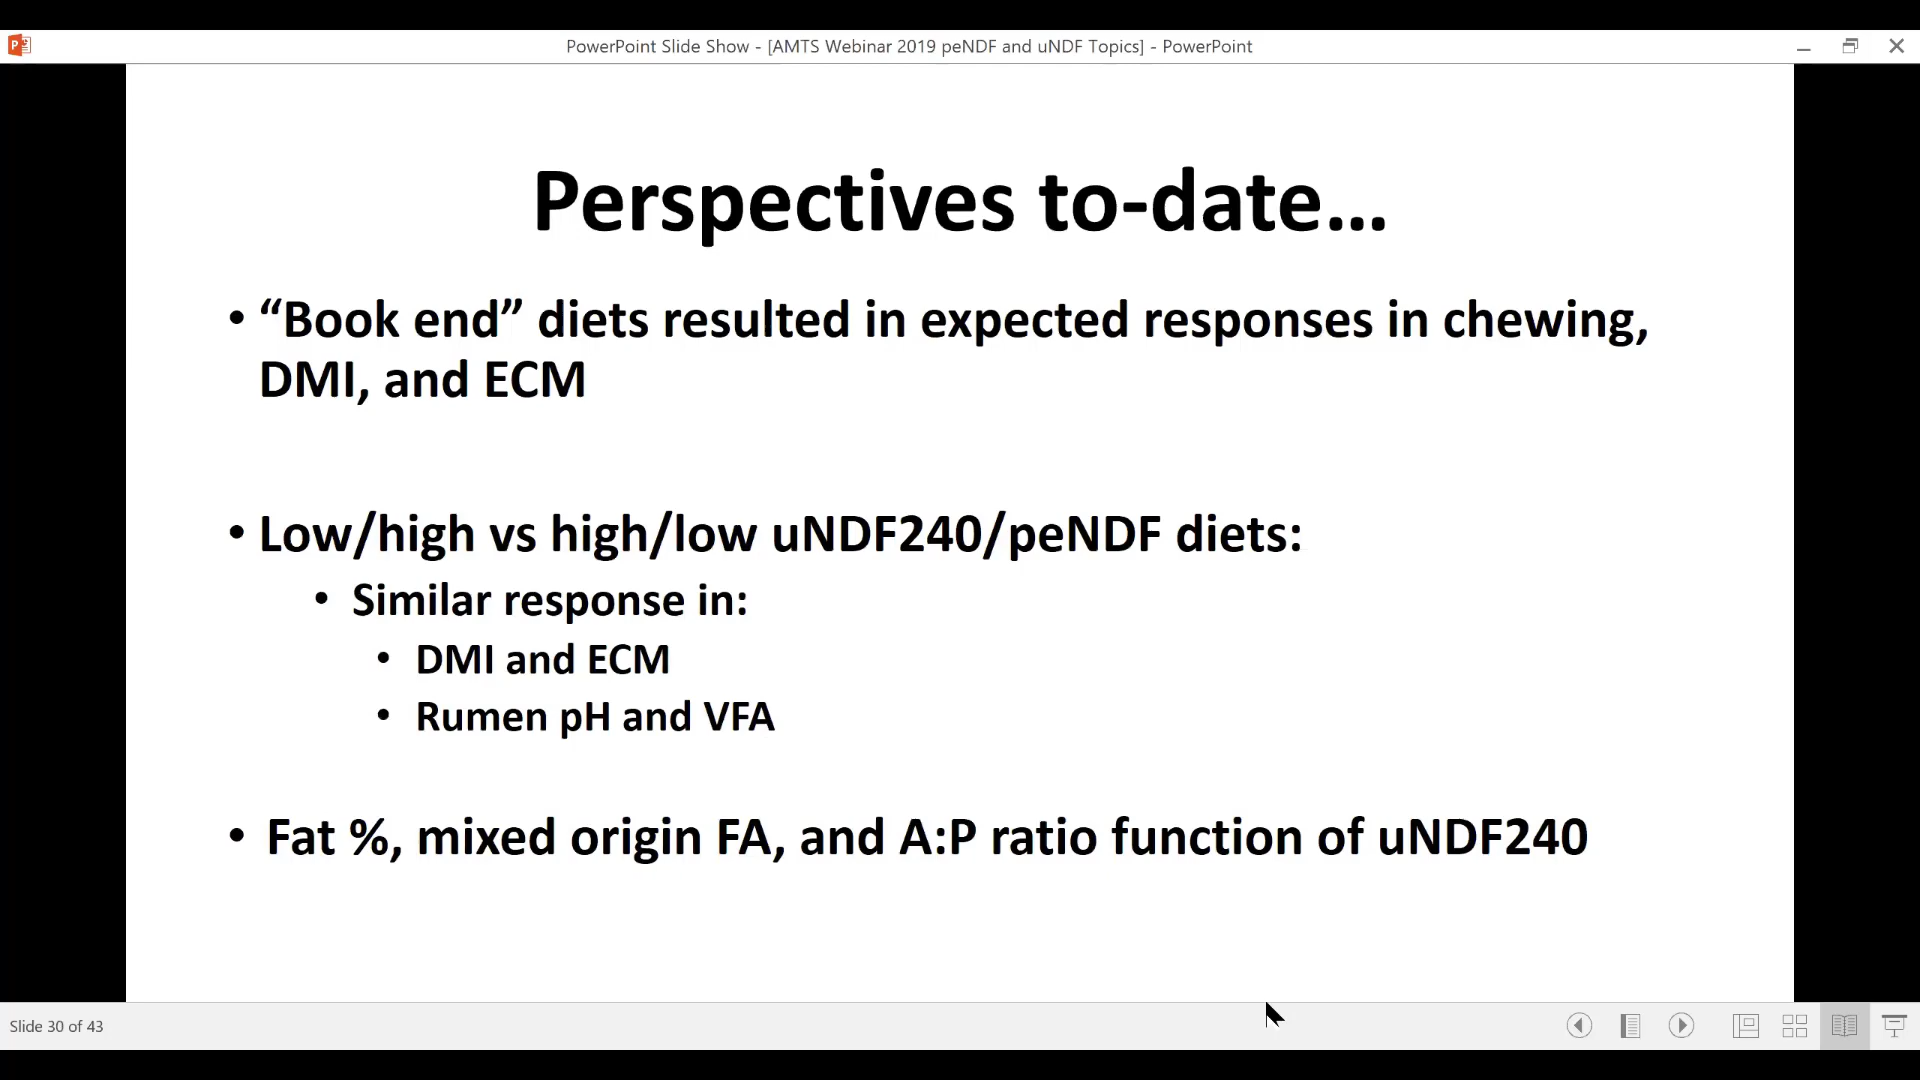 PowerPoint Slide Show - [AMTS Webinar 2019 peNDF and uNDF Topics] - PowerPoint
Perspectives to-date...
• “Book end” diets resulted in expected responses in chewing,
DMI, and ECM
• Low/high vs high/low uNDF240/peNDF diets:
• Similar response in:
• DMI and ECM
• Rumen pH and VFA
• Fat %, mixed origin FA, and A:P ratio function of uNDF240
Slide 30 of 43